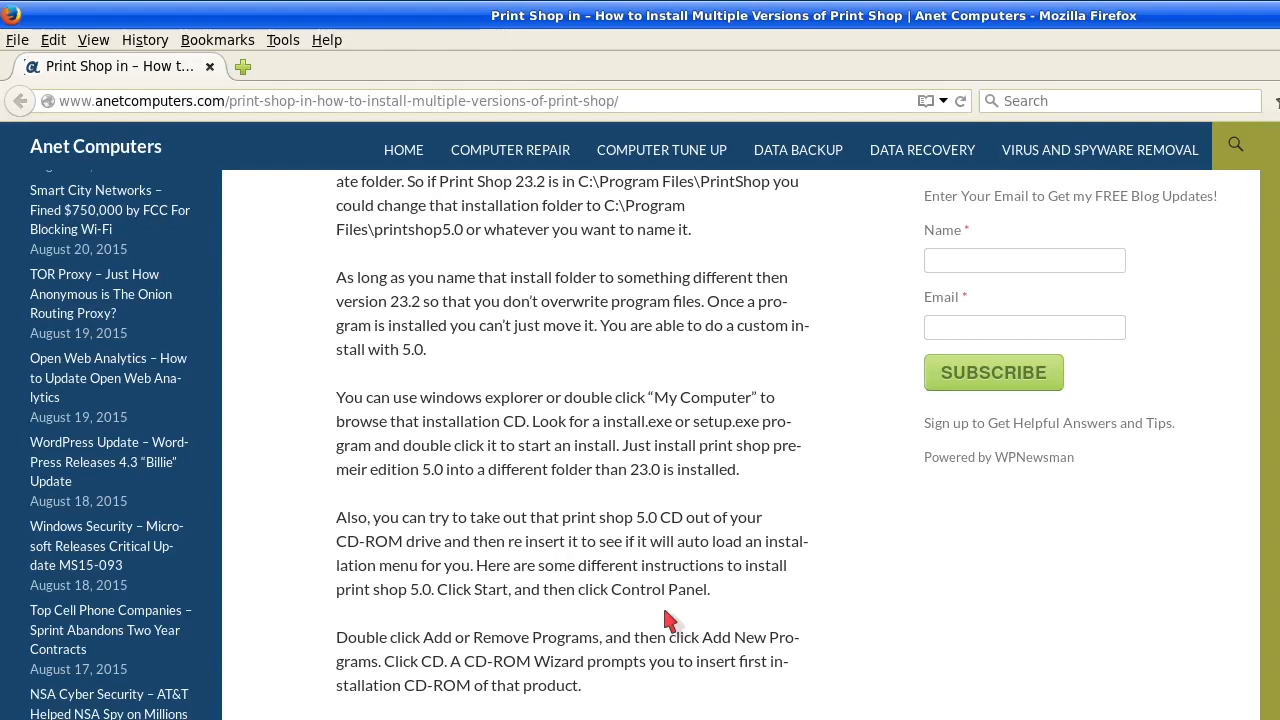 Print Shop in – How to Install Multiple Versions of Print Shop | Anet Computers - Mozilla Firefox
File Edit View History Bookmarks Tools Help
Print Shop in – How t...
www.anetcomputers.com/print-shop-in-how-to-install-multiple-versions-of-print-shop/
Search
Anet Computers
HOME COMPUTER REPAIR COMPUTER TUNE UP DATA BACKUP DATA RECOVERY VIRUS AND SPYWARE REMOVAL
Smart City Networks –
Fined $750,000 by FCC For
Blocking Wi-Fi
August 20, 2015
TOR Proxy – Just How
Anonymous is The Onion
Routing Proxy?
August 19, 2015
Open Web Analytics – How
to Update Open Web Ana-
lytics
August 19, 2015
WordPress Update – Word-
Press Releases 4.3 “Billie”
Update
August 18, 2015
Windows Security – Micro-
soft Releases Critical Up-
date MS15-093
August 18, 2015
Top Cell Phone Companies –
Sprint Abandons Two Year
Contracts
August 17, 2015
NSA Cyber Security – AT&T
Helped NSA Spy on Millions
ate folder. So if Print Shop 23.2 is in C:\Program Files\PrintShop you
could change that installation folder to C:\Program
Files\printshop5.0 or whatever you want to name it.
As long as you name that install folder to something different then
version 23.2 so that you don’t overwrite program files. Once a pro-
gram is installed you can’t just move it. You are able to do a custom in-
stall with 5.0.
You can use windows explorer or double click “My Computer” to
browse that installation CD. Look for a install.exe or setup.exe pro-
gram and double click it to start an install. Just install print shop pre-
meir edition 5.0 into a different folder than 23.0 is installed.
Also, you can try to take out that print shop 5.0 CD out of your
CD-ROM drive and then re insert it to see if it will auto load an instal-
lation menu for you. Here are some different instructions to install
print shop 5.0. Click Start, and then click Control Panel.
Double click Add or Remove Programs, and then click Add New Pro-
grams. Click CD. A CD-ROM Wizard prompts you to insert first in-
stallation CD-ROM of that product.
Enter Your Email to Get my FREE Blog Updates!
Name *
Email *
SUBSCRIBE
Sign up to Get Helpful Answers and Tips.
Powered by WPNewsman